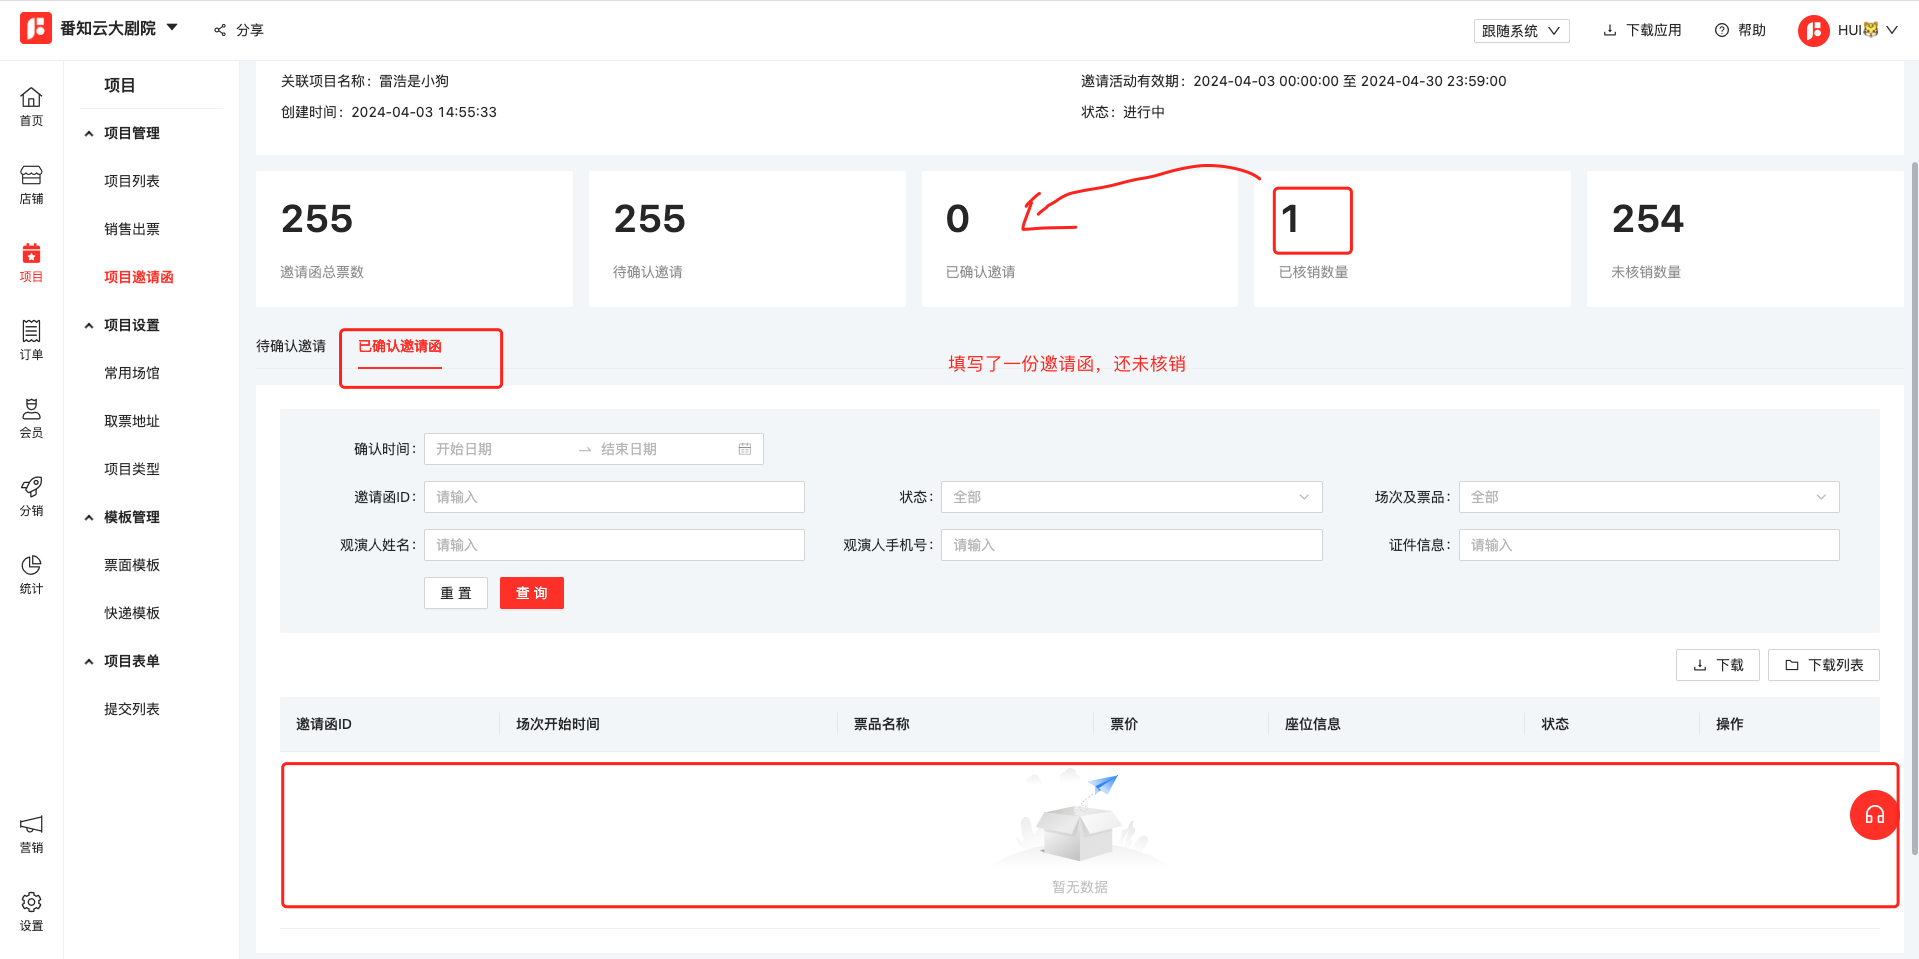 番知云大剧院
分享
跟随系统
下载应用
帮助
HUI🐯
首页
店铺
项目
订单
会员
分销
统计
营销
设置
项目
项目管理
项目列表
销售出票
项目邀请函
项目设置
常用场馆
取票地址
项目类型
模板管理
票面模板
快递模板
项目表单
提交列表
关联项目名称：雷浩是小狗
邀请活动有效期：2024-04-03 00:00:00 至 2024-04-30 23:59:00
创建时间：2024-04-03 14:55:33
状态：进行中
255
邀请函总票数
255
待确认邀请
0
已确认邀请
1
已核销数量
254
未核销数量
待确认邀请
已确认邀请函
填写了一份邀请函，还未核销
确认时间：
开始日期
结束日期
邀请函ID：
请输入
状态：
全部
场次及票品：
全部
观演人姓名：
请输入
观演人手机号：
请输入
证件信息：
请输入
重 置
查 询
下载
下载列表
邀请函ID
场次开始时间
票品名称
票价
座位信息
状态
操作
暂无数据